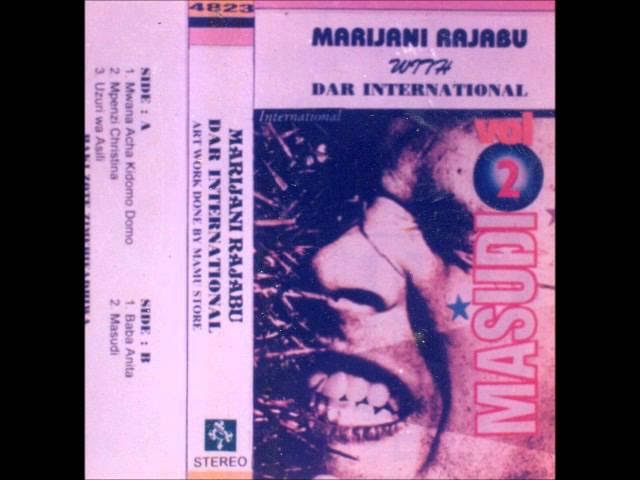 SIDE : A
1. Mwana Acha Kidomo Domo
2. Mpenzi Christina
3. Uzuri wa Asili
SIDE : B
1. Baba Anita
2. Masudi
4823
MARIJANI RAJABU
DAR INTERNATIONAL
ART WORK DONE BY MAMU STORE
STEREO
MARIJANI RAJABU
WITH
DAR INTERNATIONAL
International
vol
2
MASUDI